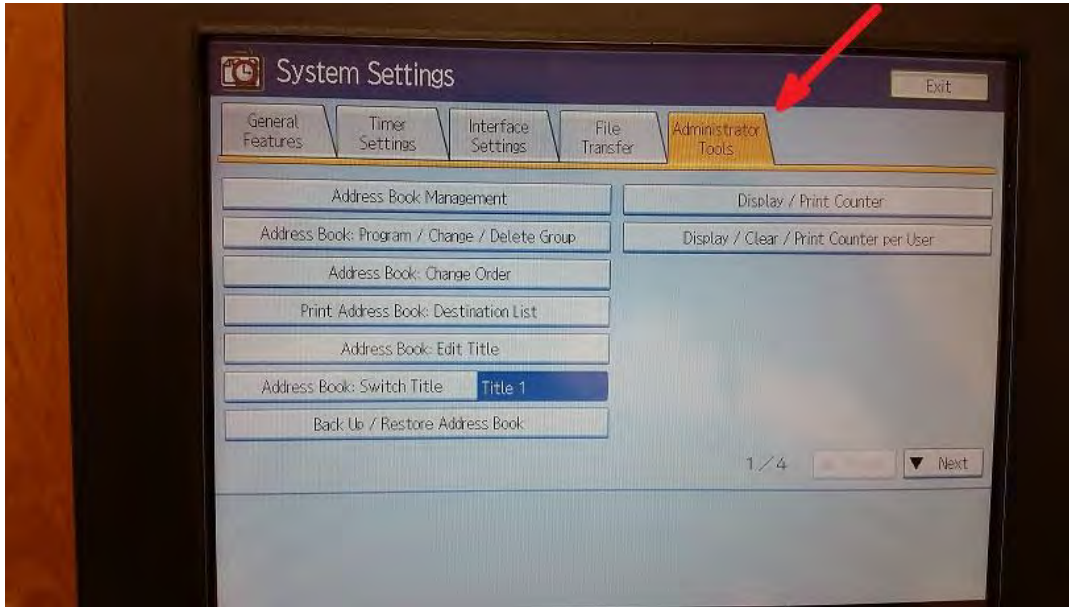 System Settings
Exit
General
Features
Timer
Settings
Interface
Settings
File
Transfer
Administrator
Tools
Address Book Management
Display / Print Counter
Address Book: Program / Change / Delete Group
Display / Clear / Print Counter per User
Address Book: Change Order
Print Address Book: Destination List
Address Book: Edit Title
Address Book: Switch Title
Title 1
Back Up / Restore Address Book
1/4
▼ Next